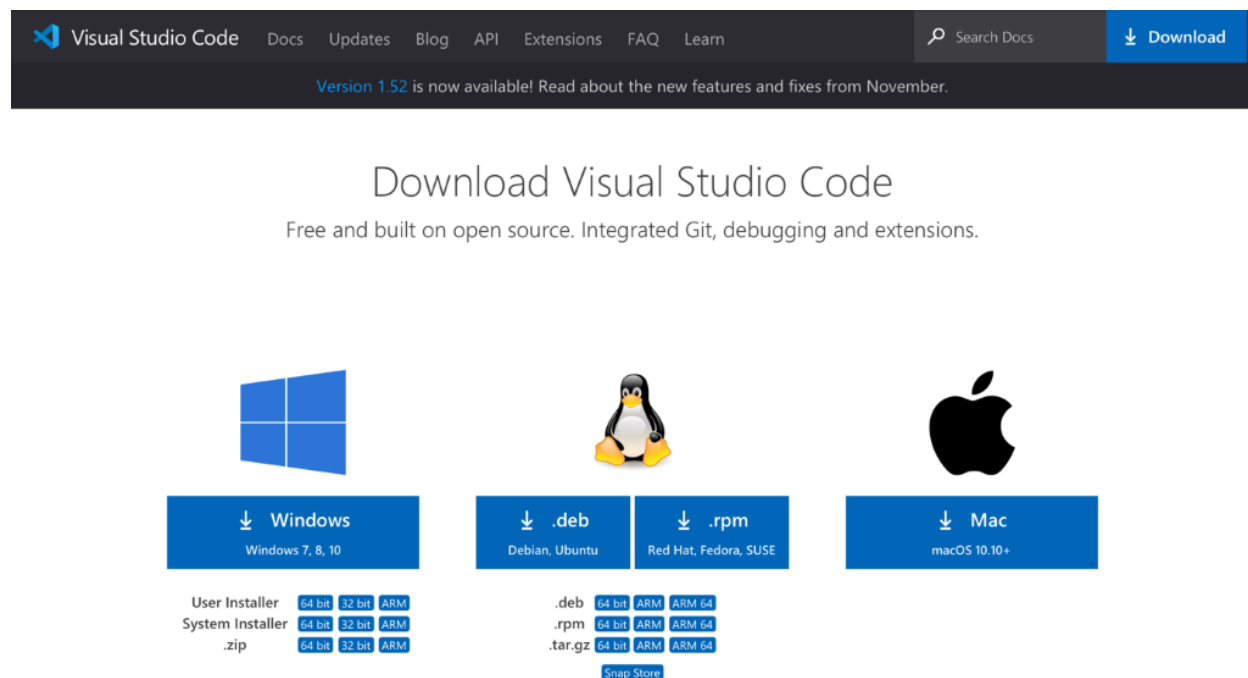 Visual Studio Code Docs Updates Blog API Extensions FAQ Learn Search Docs Download
Version 1.52 is now available! Read about the new features and fixes from November.
Download Visual Studio Code
Free and built on open source. Integrated Git, debugging and extensions.
Windows
Windows 7, 8, 10
.deb
Debian, Ubuntu
.rpm
Red Hat, Fedora, SUSE
Mac
macOS 10.10+
User Installer 64 bit 32 bit ARM
System Installer 64 bit 32 bit ARM
.zip 64 bit 32 bit ARM
.deb 64 bit ARM ARM 64
.rpm 64 bit ARM ARM 64
.tar.gz 64 bit ARM ARM 64
Snap Store